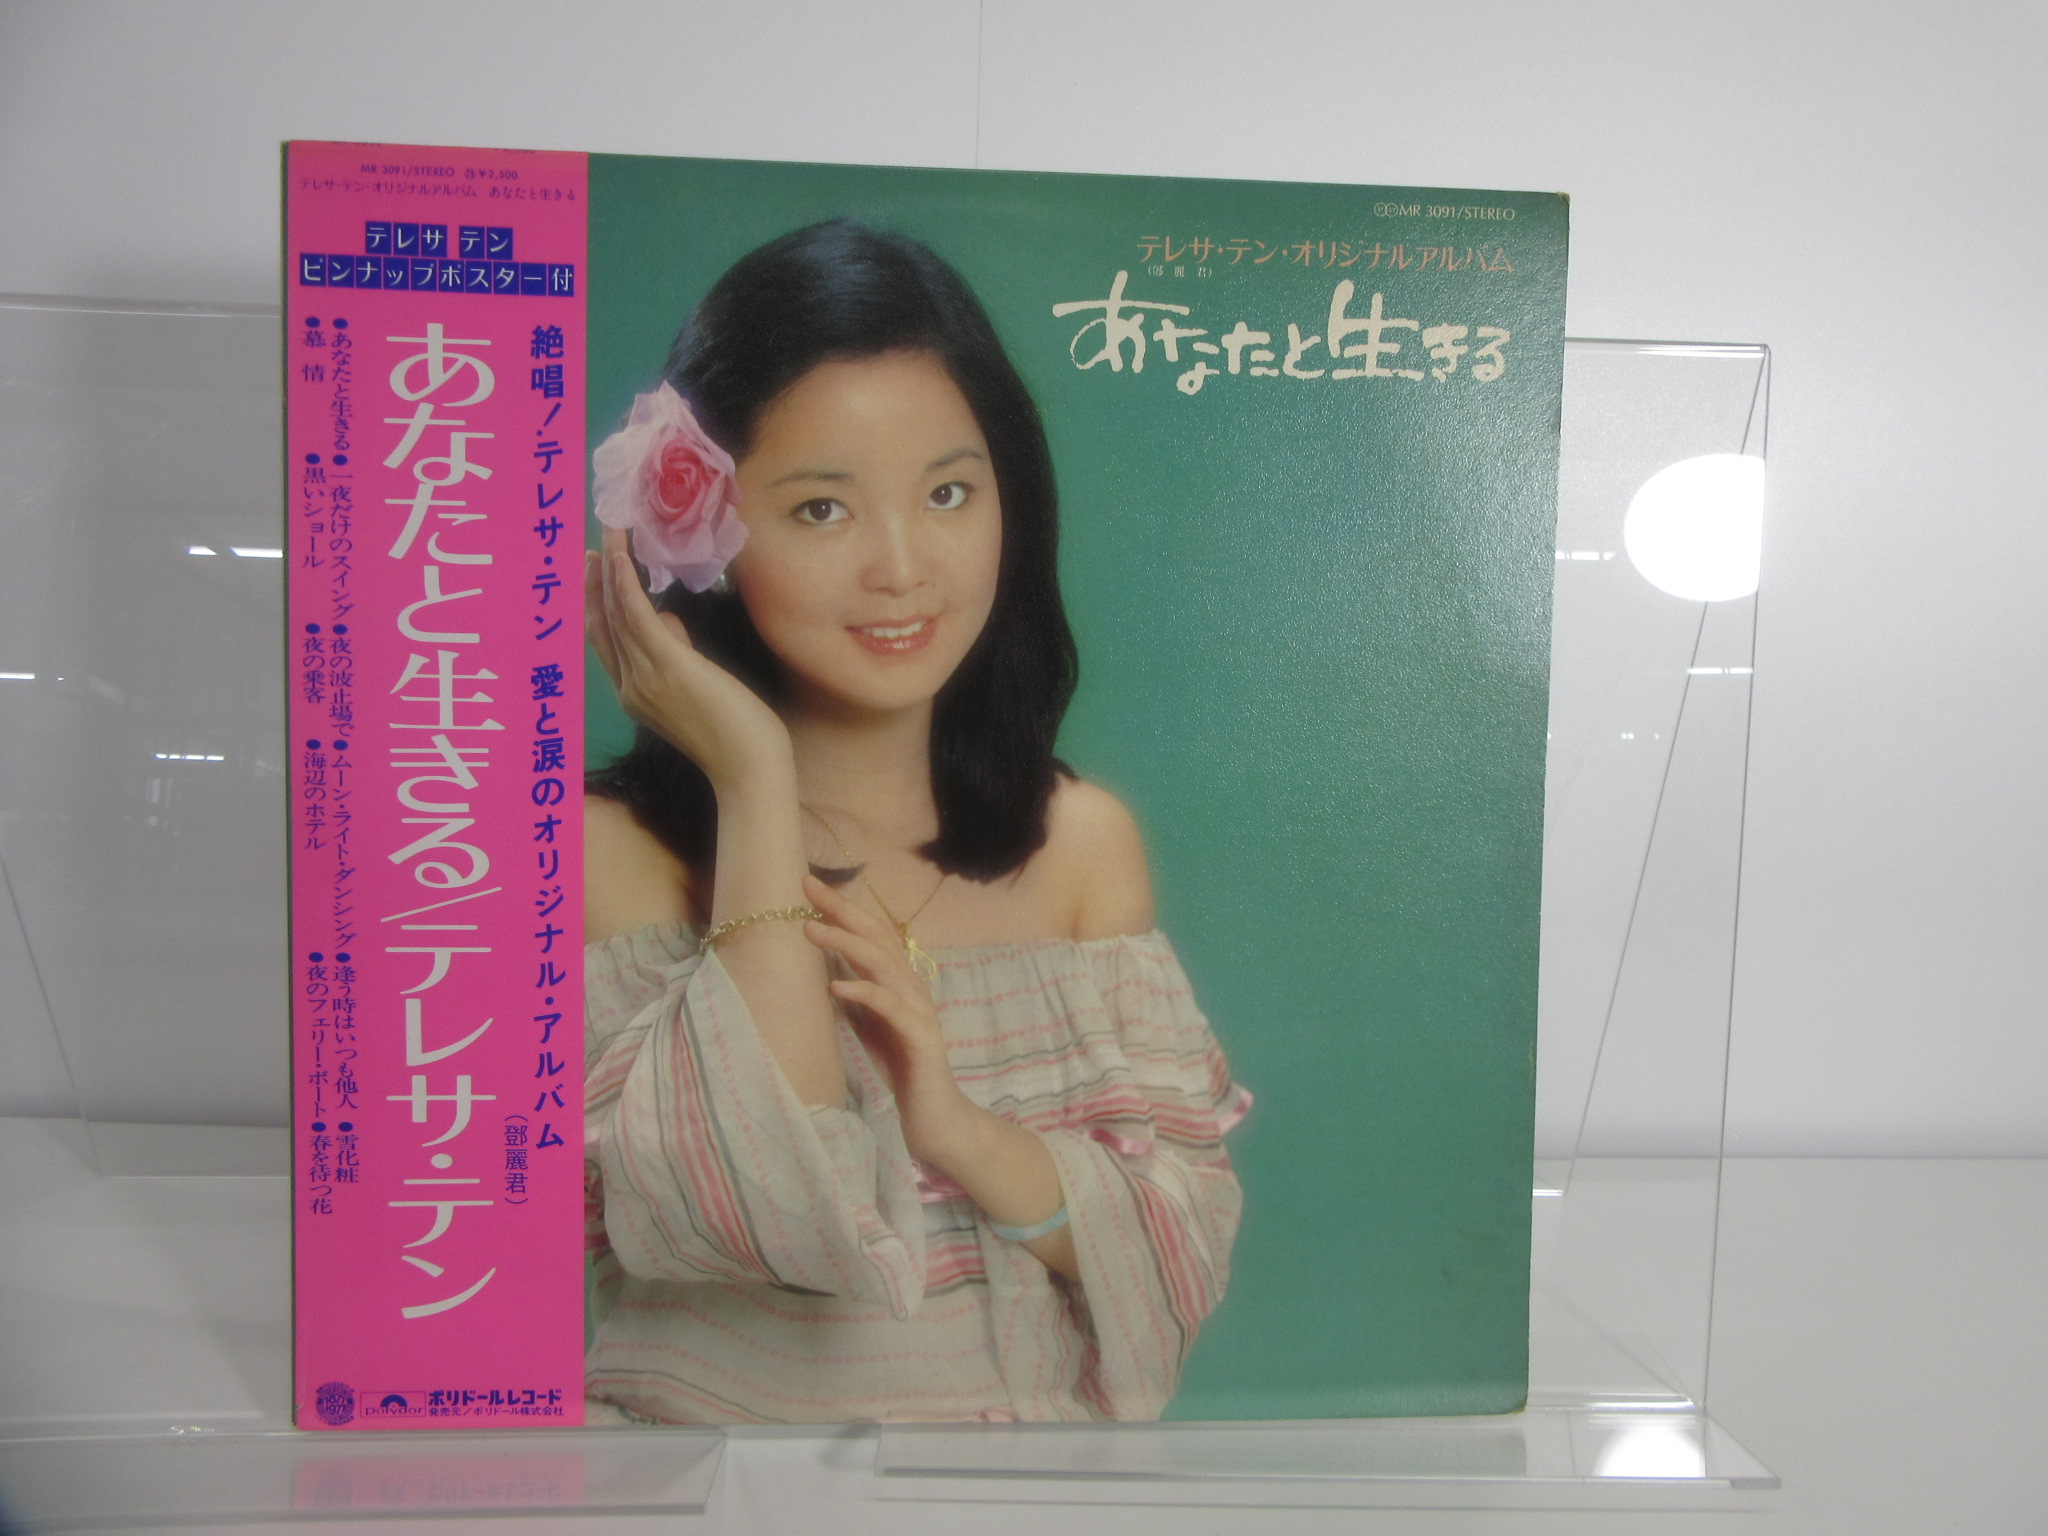 MR 3091/STEREO ¥2,500
テレサ・テン・オリジナルアルバム あなたと生きる
テレサ テン
ピンナップポスター付
絶唱!テレサ・テン 愛と涙のオリジナル・アルバム
(鄧麗君)
あなたと生きる/テレサ・テン
●あなたと生きる●一夜だけのスイング●夜の波止場で●ムーン・ライト・ダンシング●逢う時はいつも他人●雪化粧
●慕情 ●黒いショール ●夜の乗客 ●海辺のホテル ●夜のフェリー・ボート●春を待つ花
1877 1977
polydor
ポリドールレコード
発売元/ポリドール株式会社
MR 3091/STEREO
テレサ・テン・オリジナルアルバム
(鄧麗君)
あなたと生きる